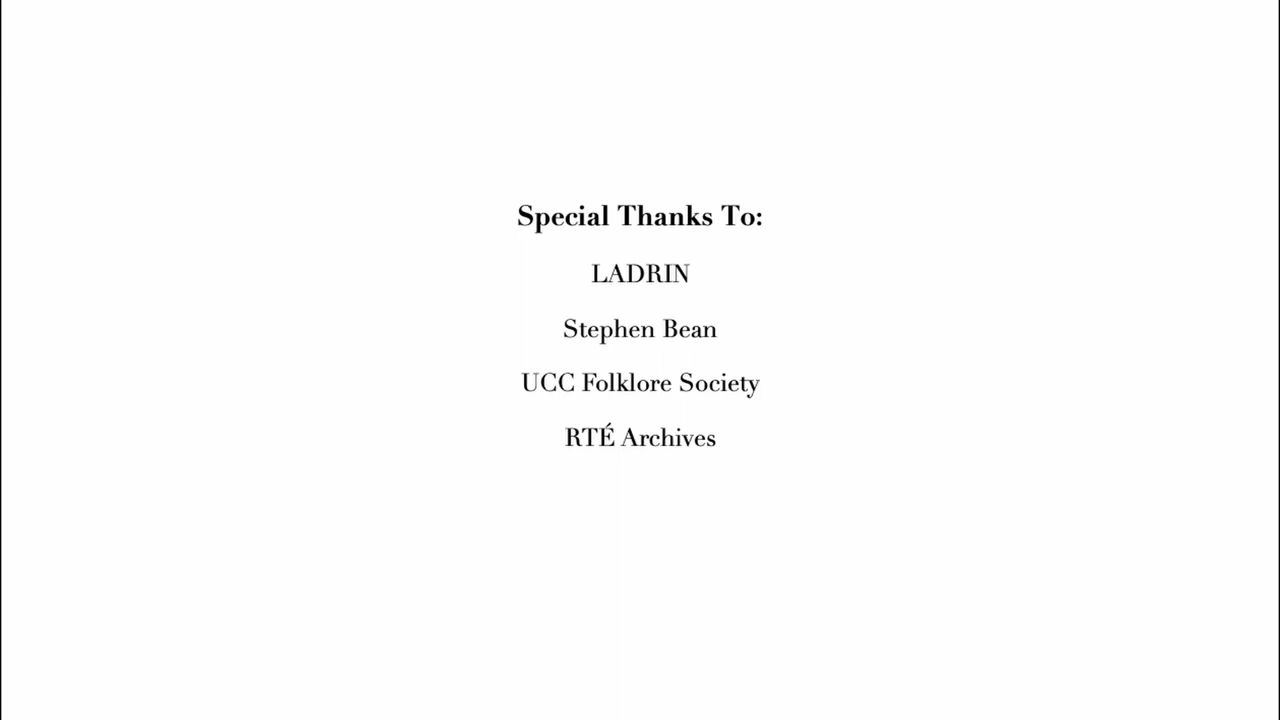 Special Thanks To:
LADRIN
Stephen Bean
UCC Folklore Society
RTÉ Archives